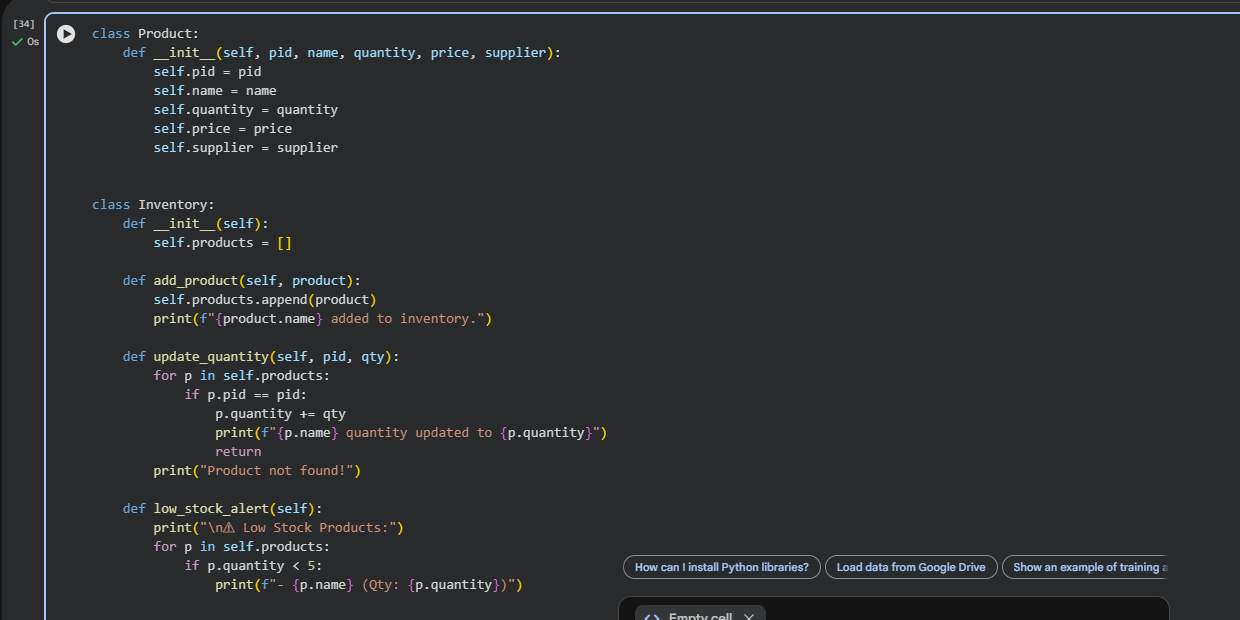 [34]
0s
class Product:
    def __init__(self, pid, name, quantity, price, supplier):
        self.pid = pid
        self.name = name
        self.quantity = quantity
        self.price = price
        self.supplier = supplier
class Inventory:
    def __init__(self):
        self.products = []
    def add_product(self, product):
        self.products.append(product)
        print(f"{product.name} added to inventory.")
    def update_quantity(self, pid, qty):
        for p in self.products:
            if p.pid == pid:
                p.quantity += qty
                print(f"{p.name} quantity updated to {p.quantity}")
                return
        print("Product not found!")
    def low_stock_alert(self):
        print("\n⚠ Low Stock Products:")
        for p in self.products:
            if p.quantity < 5:
                print(f"- {p.name} (Qty: {p.quantity})")
How can I install Python libraries?
Load data from Google Drive
Show an example of training
Empty cell